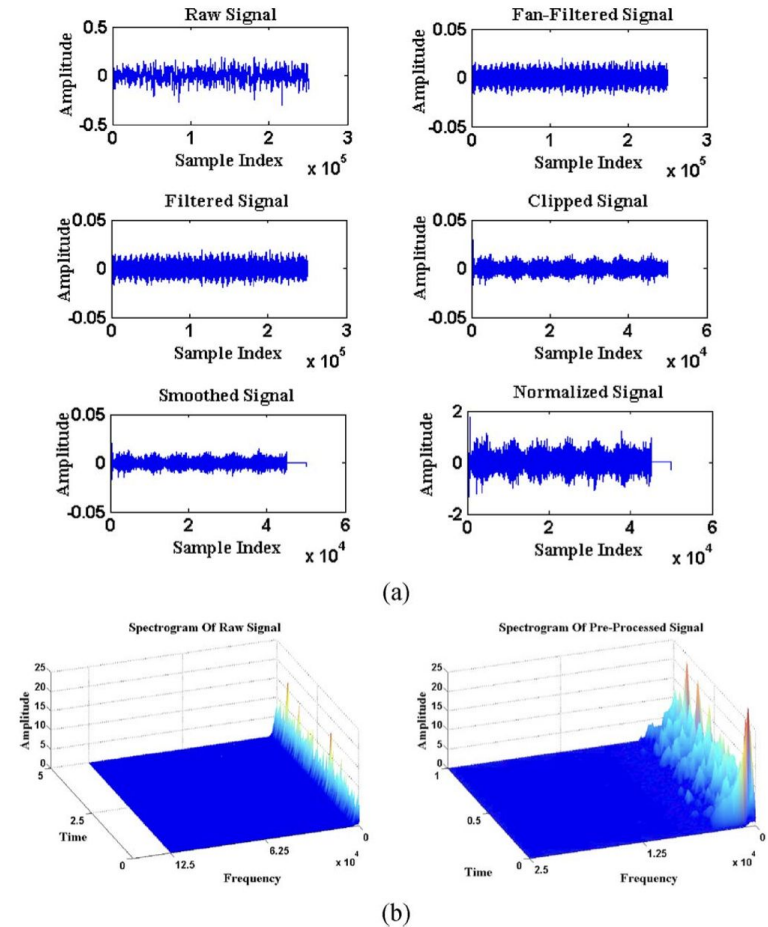 Raw Signal
Amplitude
0.5
0
-0.5
0 1 2 3
Sample Index
x 10^5
Fan-Filtered Signal
Amplitude
0.05
0
-0.05
0 1 2 3
Sample Index
x 10^5
Filtered Signal
Amplitude
0.05
0
-0.05
0 1 2 3
Sample Index
x 10^5
Clipped Signal
Amplitude
0.05
0
-0.05
0 2 4 6
Sample Index
x 10^4
Smoothed Signal
Amplitude
0.05
0
-0.05
0 2 4 6
Sample Index
x 10^4
Normalized Signal
Amplitude
2
0
-2
0 2 4 6
Sample Index
x 10^4
(a)
Spectrogram Of Raw Signal
Amplitude
25
20
15
10
5
0
5
2.5
0
Time
12.5 6.25 0
x 10^4
Frequency
Spectrogram Of Pre-Processed Signal
Amplitude
25
20
15
10
5
0
1
0.5
0
Time
2.5 1.25 0
x 10^4
Frequency
(b)